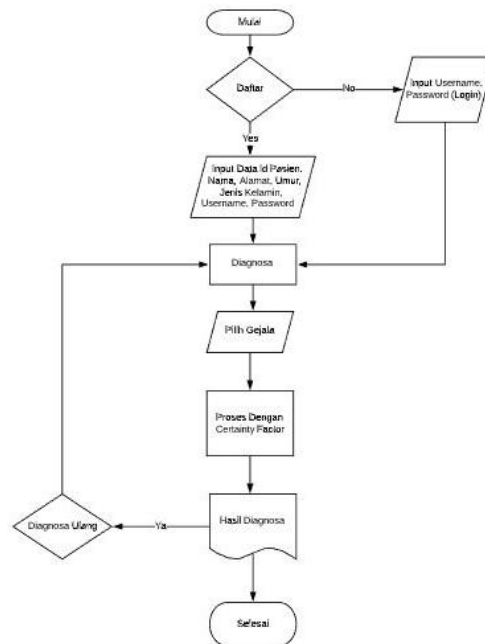 Mulai
Daftar
No
Input Username,
Password (Login)
Yes
Input Data Id Pasien,
Nama, Alamat, Umur,
Jenis Kelamin,
Username, Password
Diagnosa
Pilih Gejala
Proses Dengan
Certainty Factor
Diagnosa Ulang
Ya
Hasil Diagnosa
Selesai